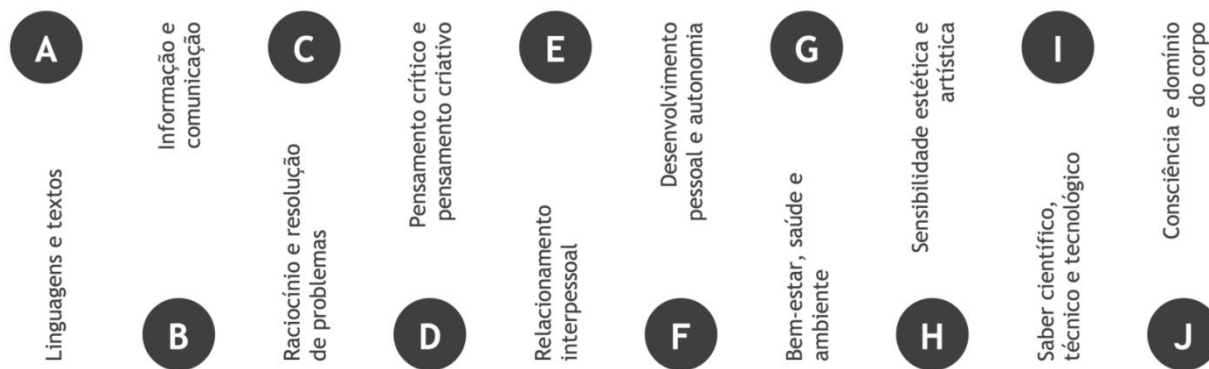 A
Linguagens e textos
Informação e
comunicação
B
C
Raciocínio e resolução
de problemas
Pensamento crítico e
pensamento criativo
D
E
Relacionamento
interpessoal
Desenvolvimento
pessoal e autonomia
F
G
Bem-estar, saúde e
ambiente
Sensibilidade estética e
artística
H
I
Saber científico,
técnico e tecnológico
Consciência e domínio
do corpo
J